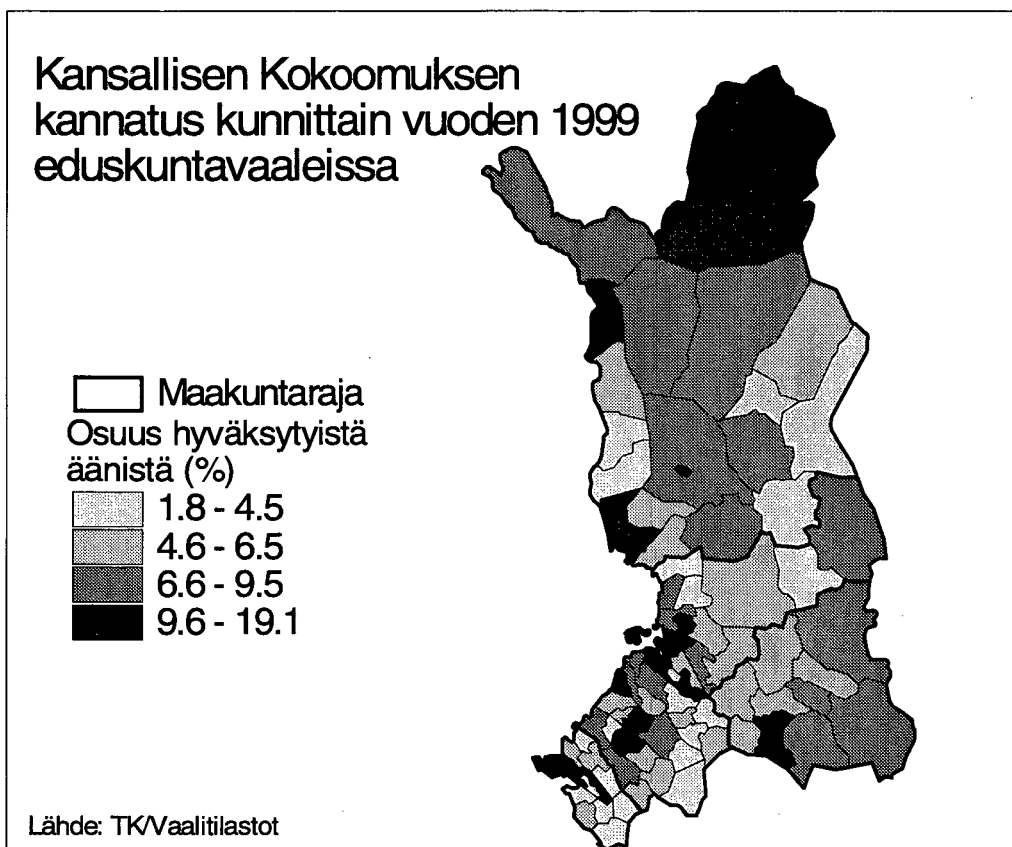 Kansallisen Kokoomuksen
kannatus kunnittain vuoden 1999
eduskuntavaaleissa
Maakuntaraja
Osuus hyväksytyistä
äänistä (%)
1.8 - 4.5
4.6 - 6.5
6.6 - 9.5
9.6 - 19.1
Lähde: TK/Vaalitilastot